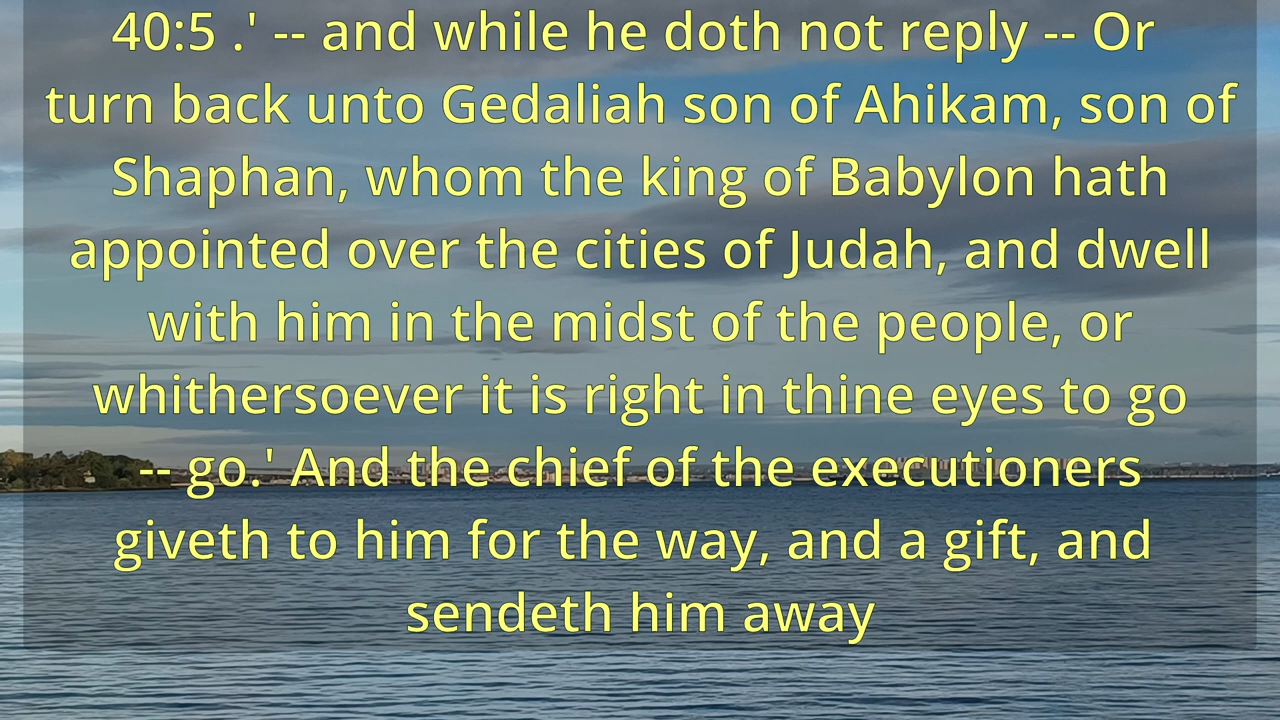 40:5 .' -- and while he doth not reply -- Or
turn back unto Gedaliah son of Ahikam, son of
Shaphan, whom the king of Babylon hath
appointed over the cities of Judah, and dwell
with him in the midst of the people, or
whithersoever it is right in thine eyes to go
-- go.' And the chief of the executioners
giveth to him for the way, and a gift, and
sendeth him away